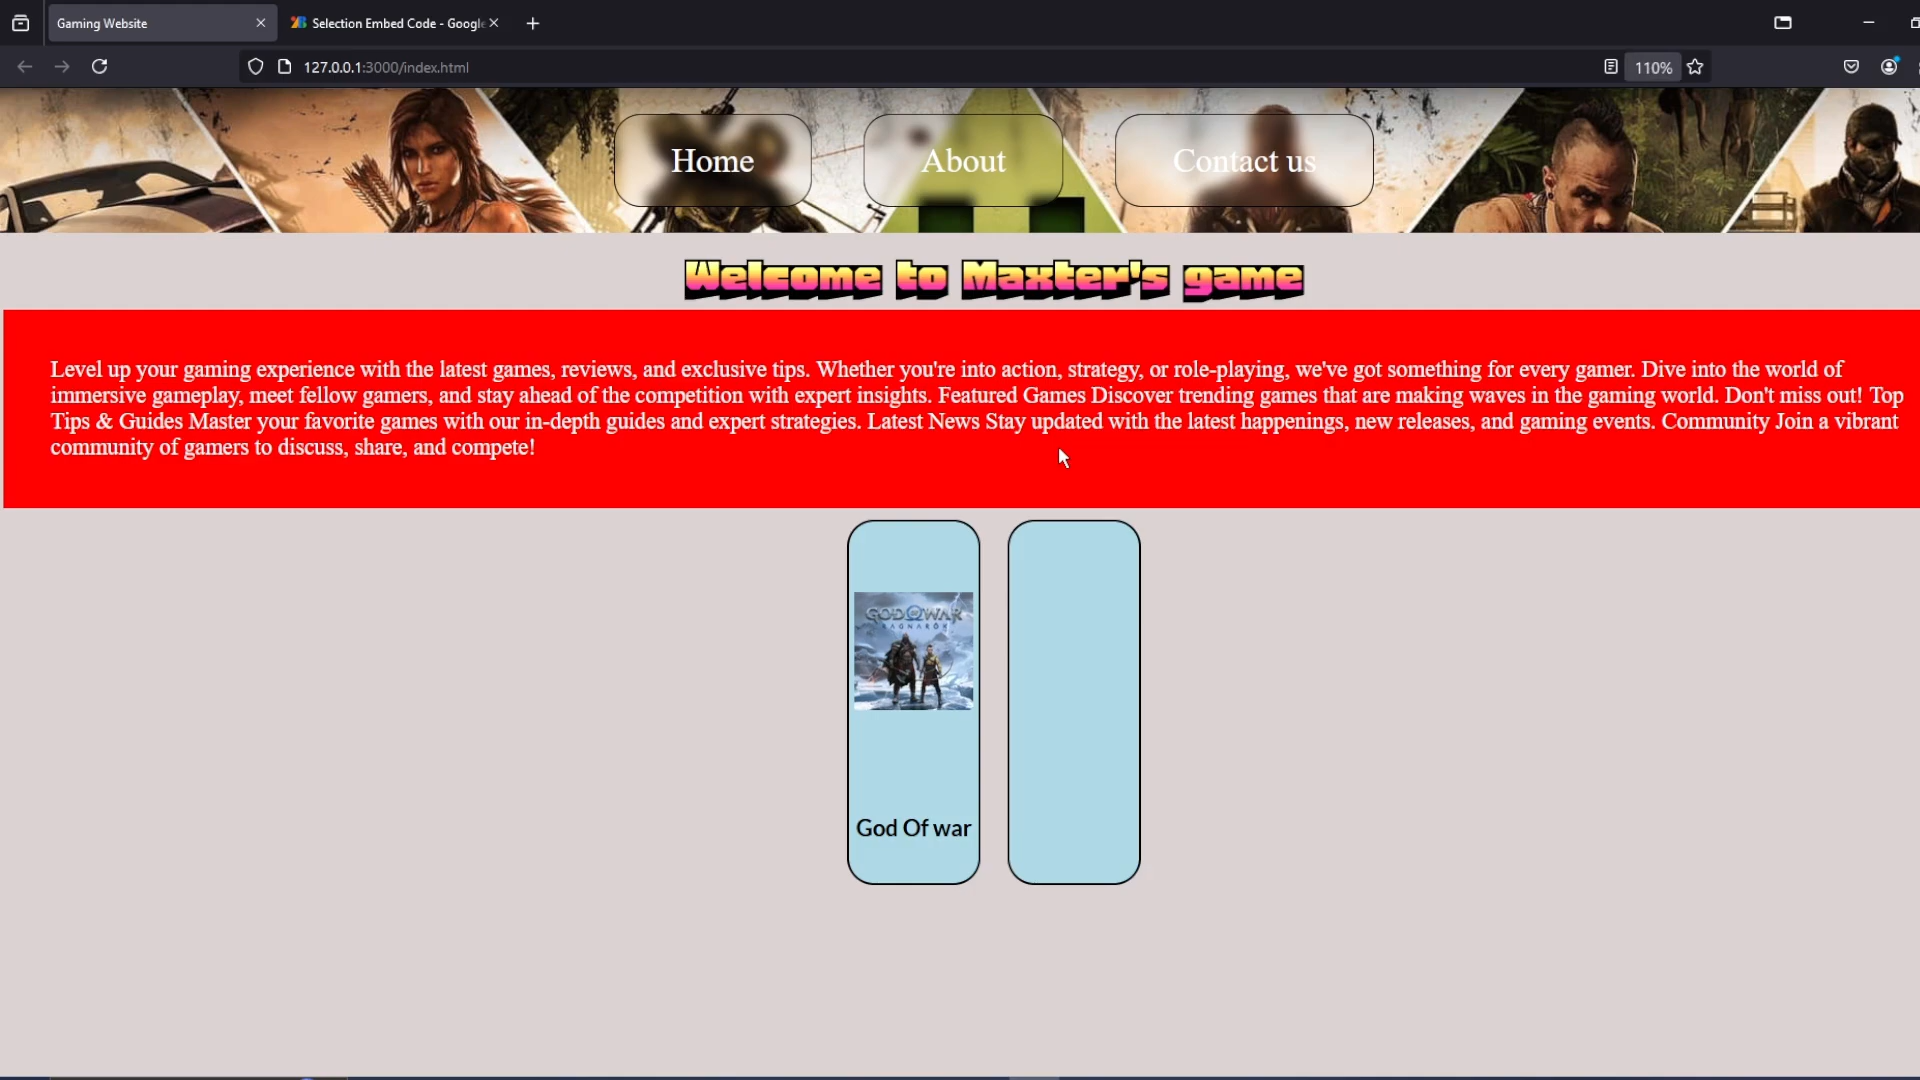 Gaming Website
Selection Embed Code - Google
127.0.0.1:3000/index.html
110%
Home
About
Contact us
Welcome to Maxter's game
Level up your gaming experience with the latest games, reviews, and exclusive tips. Whether you're into action, strategy, or role-playing, we've got something for every gamer. Dive into the world of
immersive gameplay, meet fellow gamers, and stay ahead of the competition with expert insights. Featured Games Discover trending games that are making waves in the gaming world. Don't miss out! Top
Tips & Guides Master your favorite games with our in-depth guides and expert strategies. Latest News Stay updated with the latest happenings, new releases, and gaming events. Community Join a vibrant
community of gamers to discuss, share, and compete!
GOD OF WAR
RAGNARÖK
God Of war